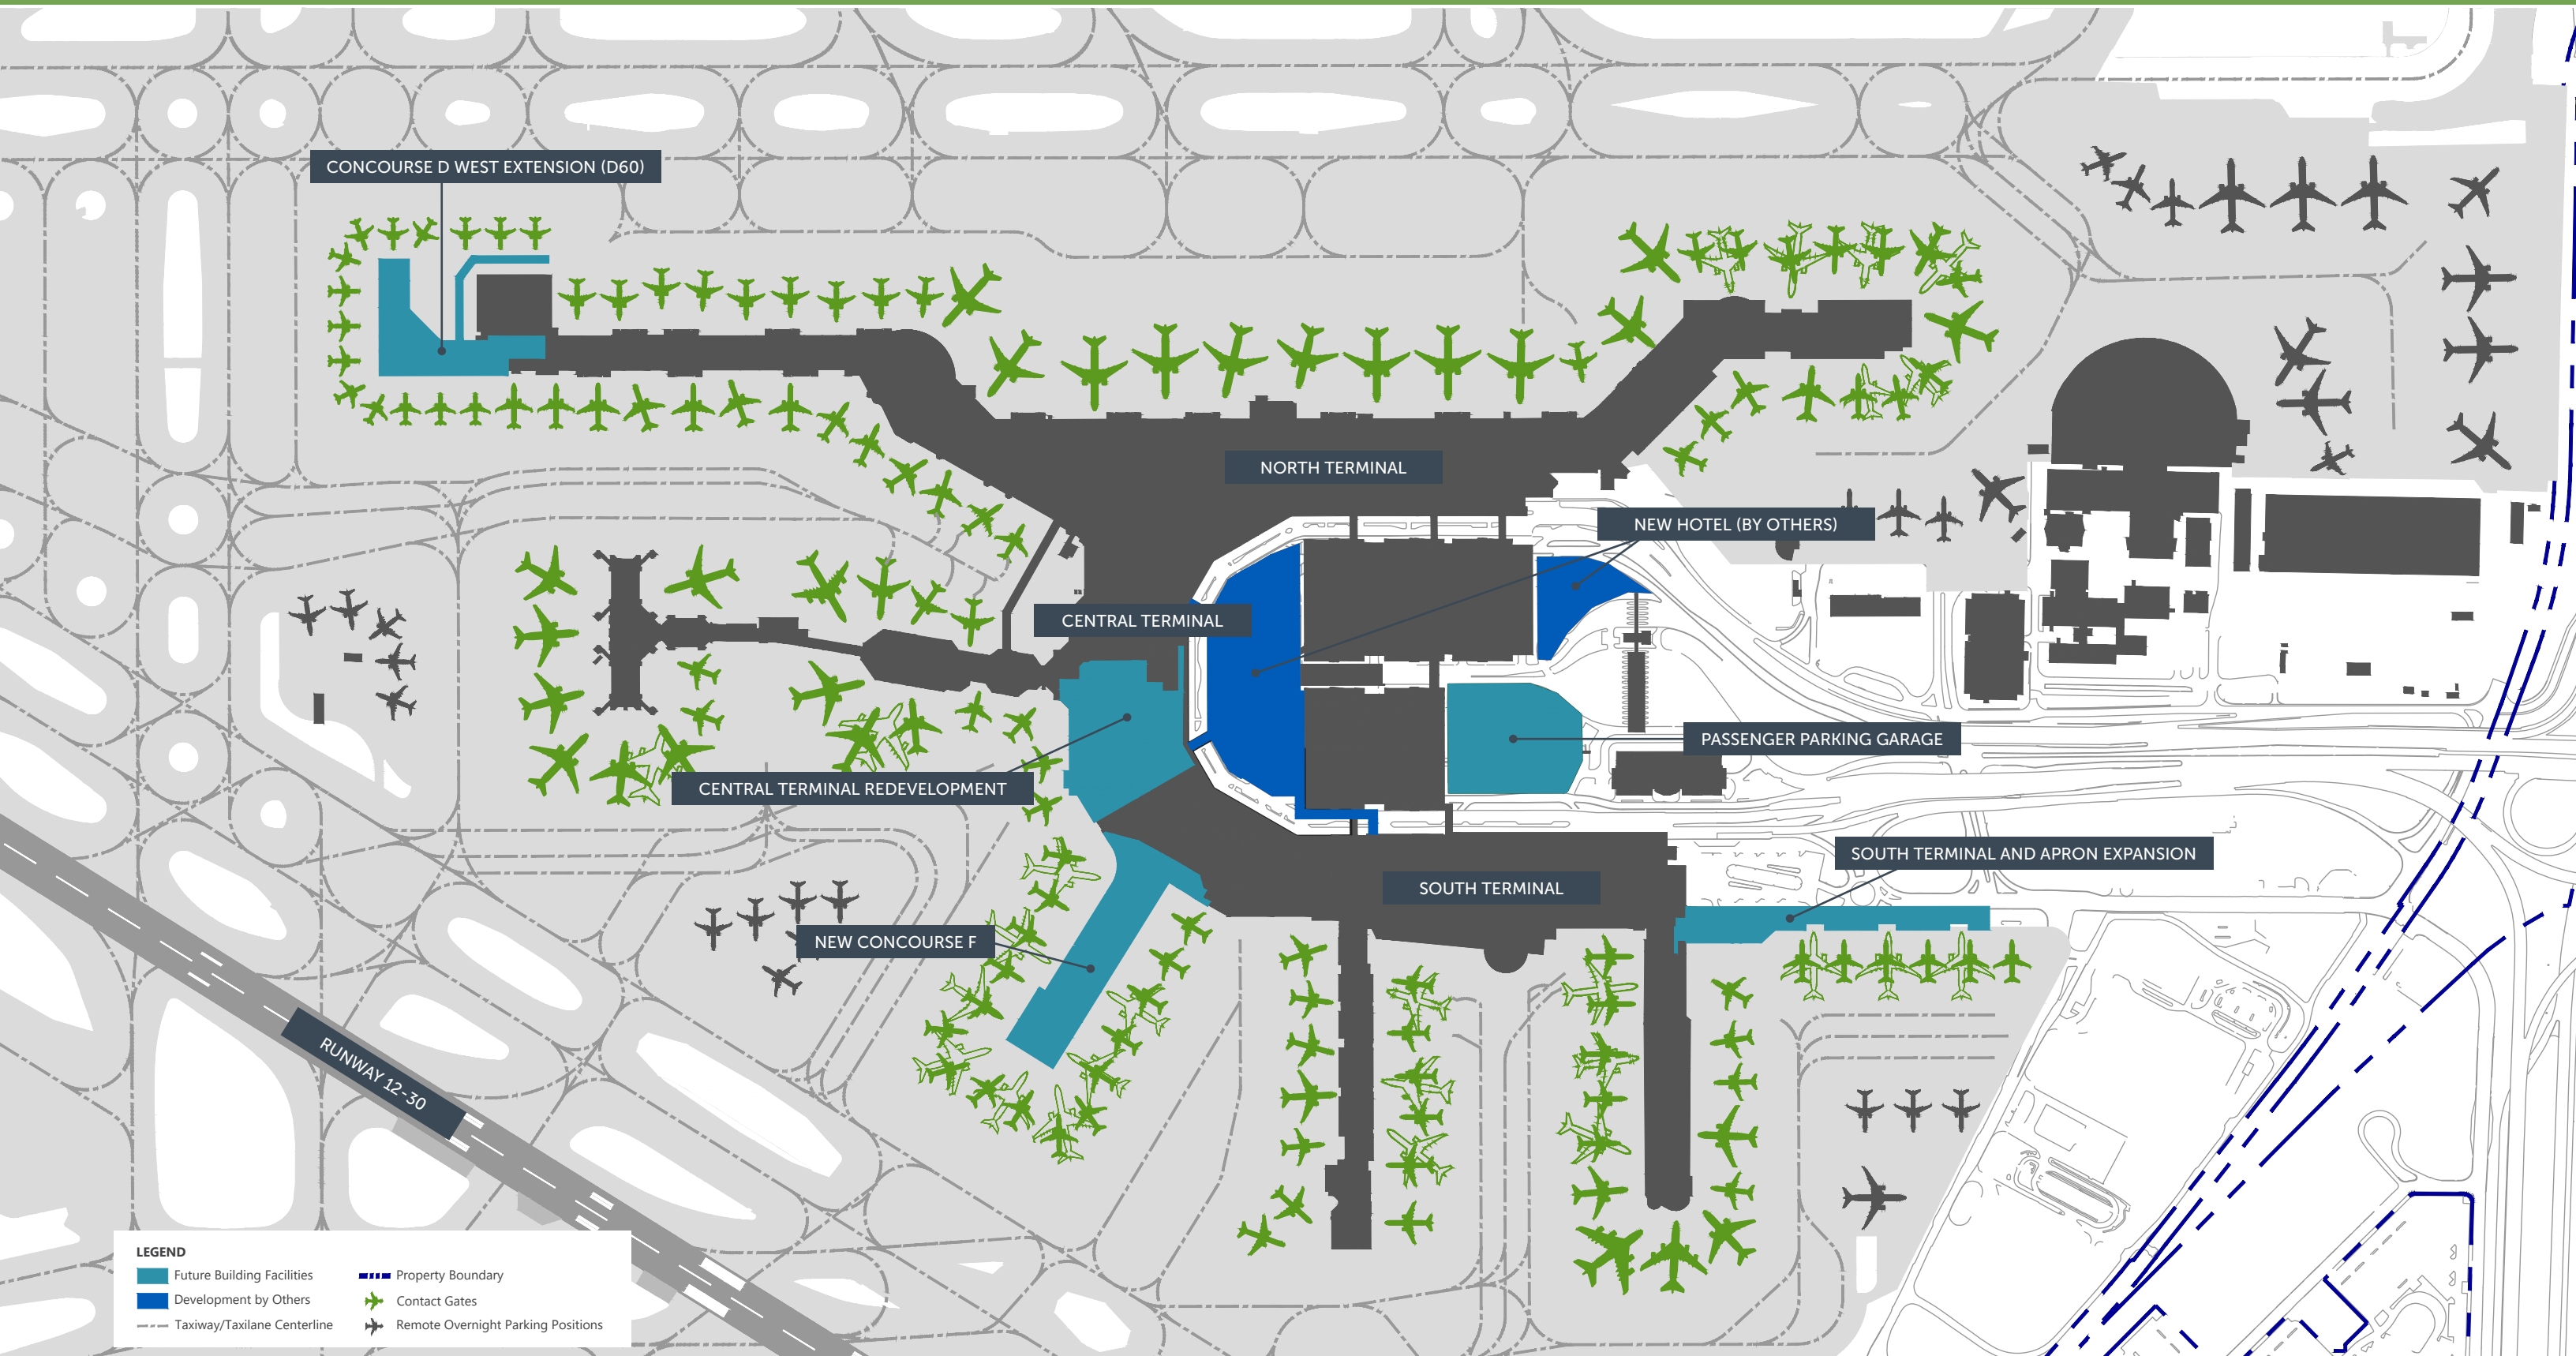 CONCOURSE D WEST EXTENSION (D60)
NORTH TERMINAL
NEW HOTEL (BY OTHERS)
CENTRAL TERMINAL
PASSENGER PARKING GARAGE
CENTRAL TERMINAL REDEVELOPMENT
SOUTH TERMINAL AND APRON EXPANSION
SOUTH TERMINAL
NEW CONCOURSE F
RUNWAY 12-30
LEGEND
Future Building Facilities
Development by Others
Taxiway/Taxilane Centerline
Property Boundary
Contact Gates
Remote Overnight Parking Positions